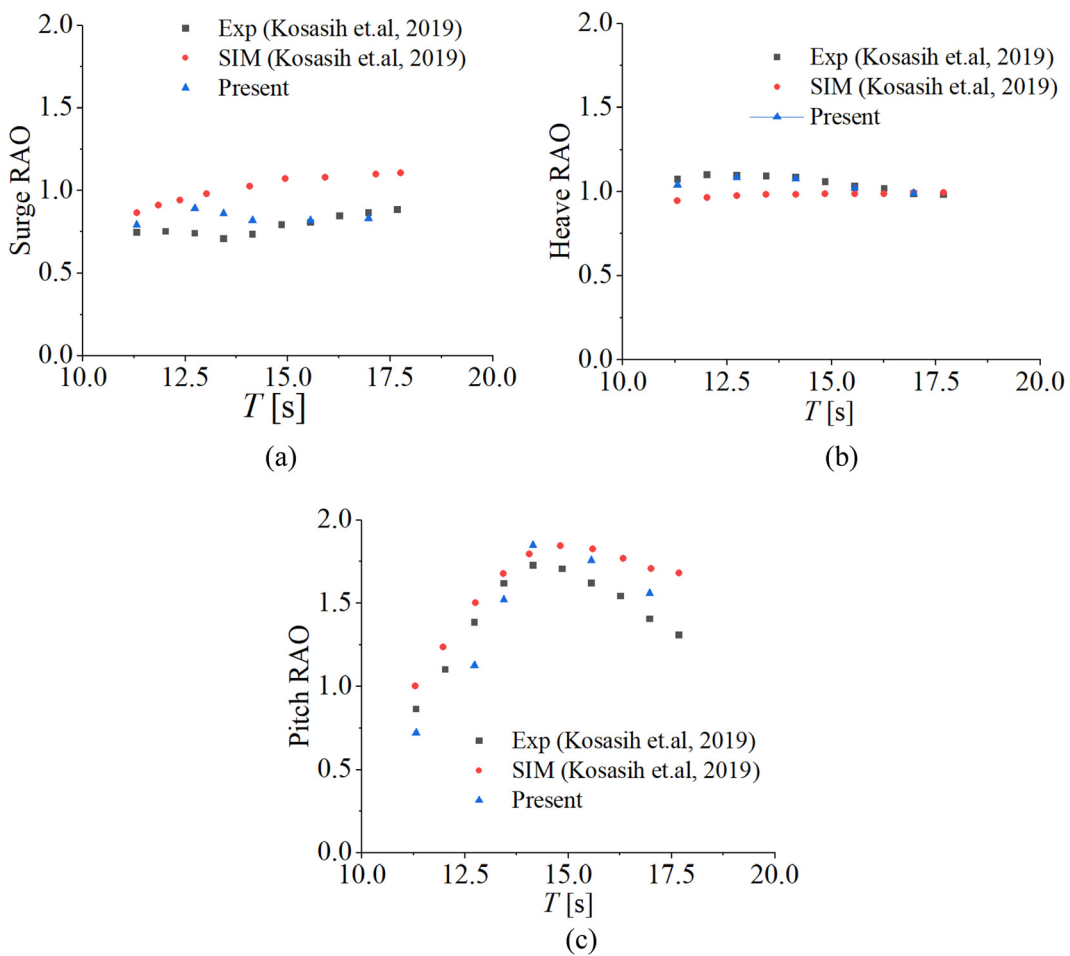 2.0
1.5
1.0
0.5
0.0
Surge RAO
Exp (Kosasih et.al, 2019)
SIM (Kosasih et.al, 2019)
Present
10.0 12.5 15.0 17.5 20.0
T [s]
(a)
2.0
1.5
1.0
0.5
0.0
Heave RAO
Exp (Kosasih et.al, 2019)
SIM (Kosasih et.al, 2019)
Present
10.0 12.5 15.0 17.5 20.0
T [s]
(b)
2.0
1.5
1.0
0.5
0.0
Pitch RAO
Exp (Kosasih et.al, 2019)
SIM (Kosasih et.al, 2019)
Present
10.0 12.5 15.0 17.5 20.0
T [s]
(c)